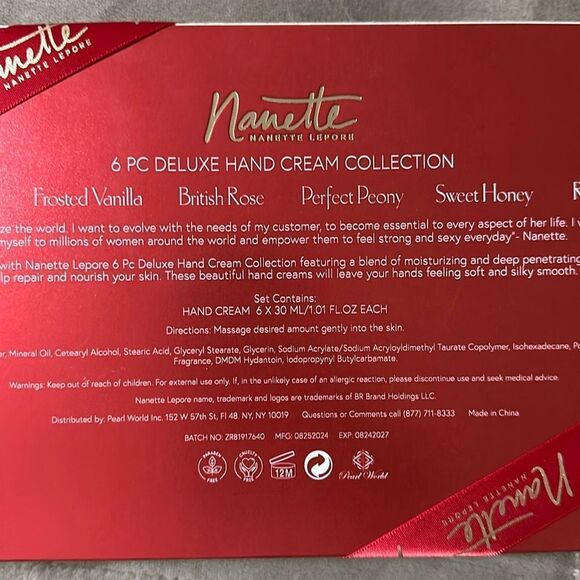 nanette
NANETTE LEPORE
Nanette
NANETTE LEPORE
6 PC DELUXE HAND CREAM COLLECTION
Frosted Vanilla British Rose Perfect Peony Sweet Honey R
ze the world. I want to evolve with the needs of my customer, to become essential to every aspect of her life. I w
myself to millions of women around the world and empower them to feel strong and sexy everyday"- Nanette.
with Nanette Lepore 6 Pc Deluxe Hand Cream Collection featuring a blend of moisturizing and deep penetrating
lp repair and nourish your skin. These beautiful hand creams will leave your hands feeling soft and silky smooth.
Set Contains:
HAND CREAM 6 X 30 ML/1.01 FL.OZ EACH
Directions: Massage desired amount gently into the skin.
er, Mineral Oil, Cetearyl Alcohol, Stearic Acid, Glyceryl Stearate, Glycerin, Sodium Acrylate/Sodium Acryloyldimethyl Taurate Copolymer, Isohexadecane, Po
Fragrance, DMDM Hydantoin, Iodopropynyl Butylcarbamate.
Warnings: Keep out of reach of children. For external use only. If, in the unlikely case of an allergic reaction, please discontinue use and seek medical advice.
Nanette Lepore name, trademark and logos are trademarks of BR Brand Holdings LLC.
Distributed by: Pearl World Inc. 152 W 57th St, Fl 48. NY, NY 10019 Questions or Comments call (877) 711-8333 Made in China
BATCH NO: ZR81917640 MFG: 08252024 EXP: 08242027
PARABEN FREE CRUELTY FREE 12M Pearl World
Nanette
NANETTE LEPORE